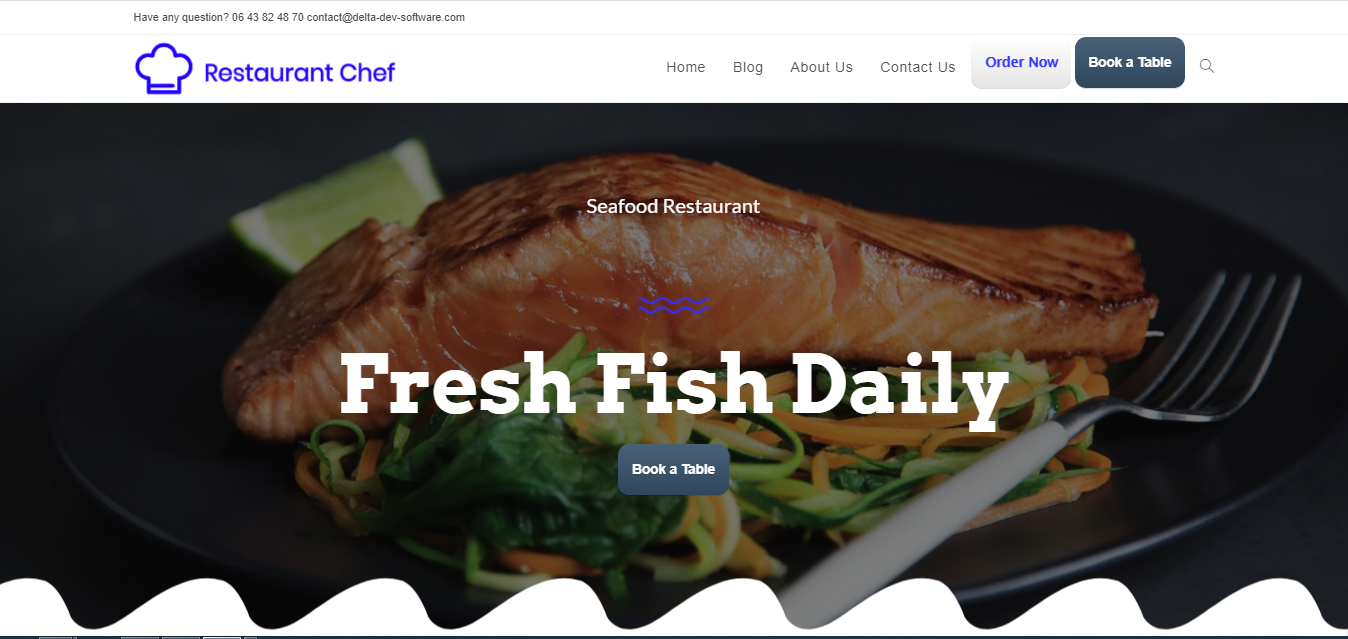 Have any question? 06 43 82 48 70 contact@delta-dev-software.com
Restaurant Chef
Home Blog About Us Contact Us Order Now Book a Table
Seafood Restaurant
Fresh Fish Daily
Book a Table